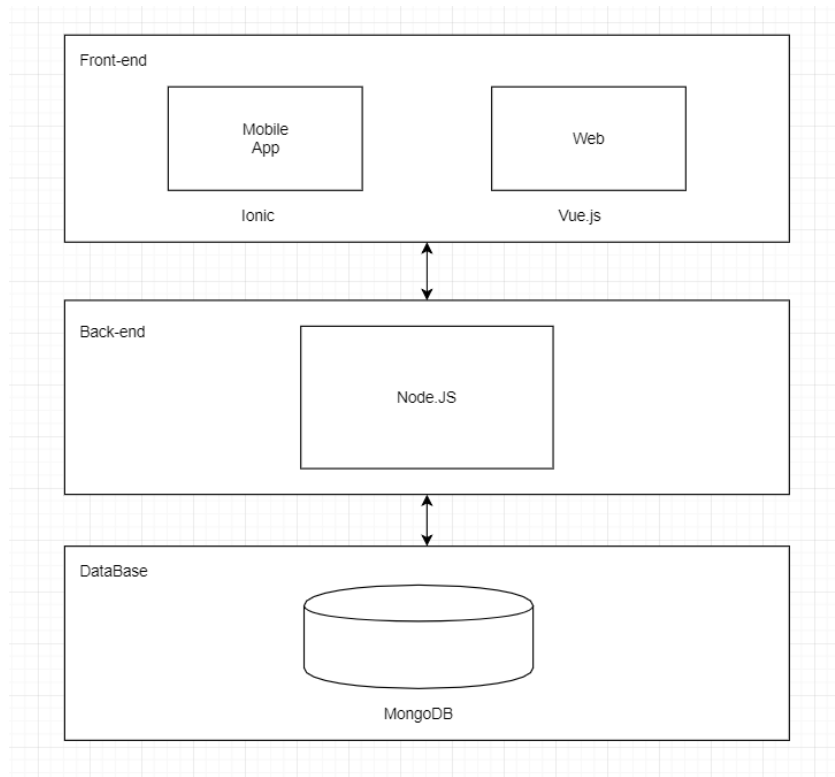 Front-end
Mobile
App
Web
Ionic
Vue.js
Back-end
Node.JS
DataBase
MongoDB